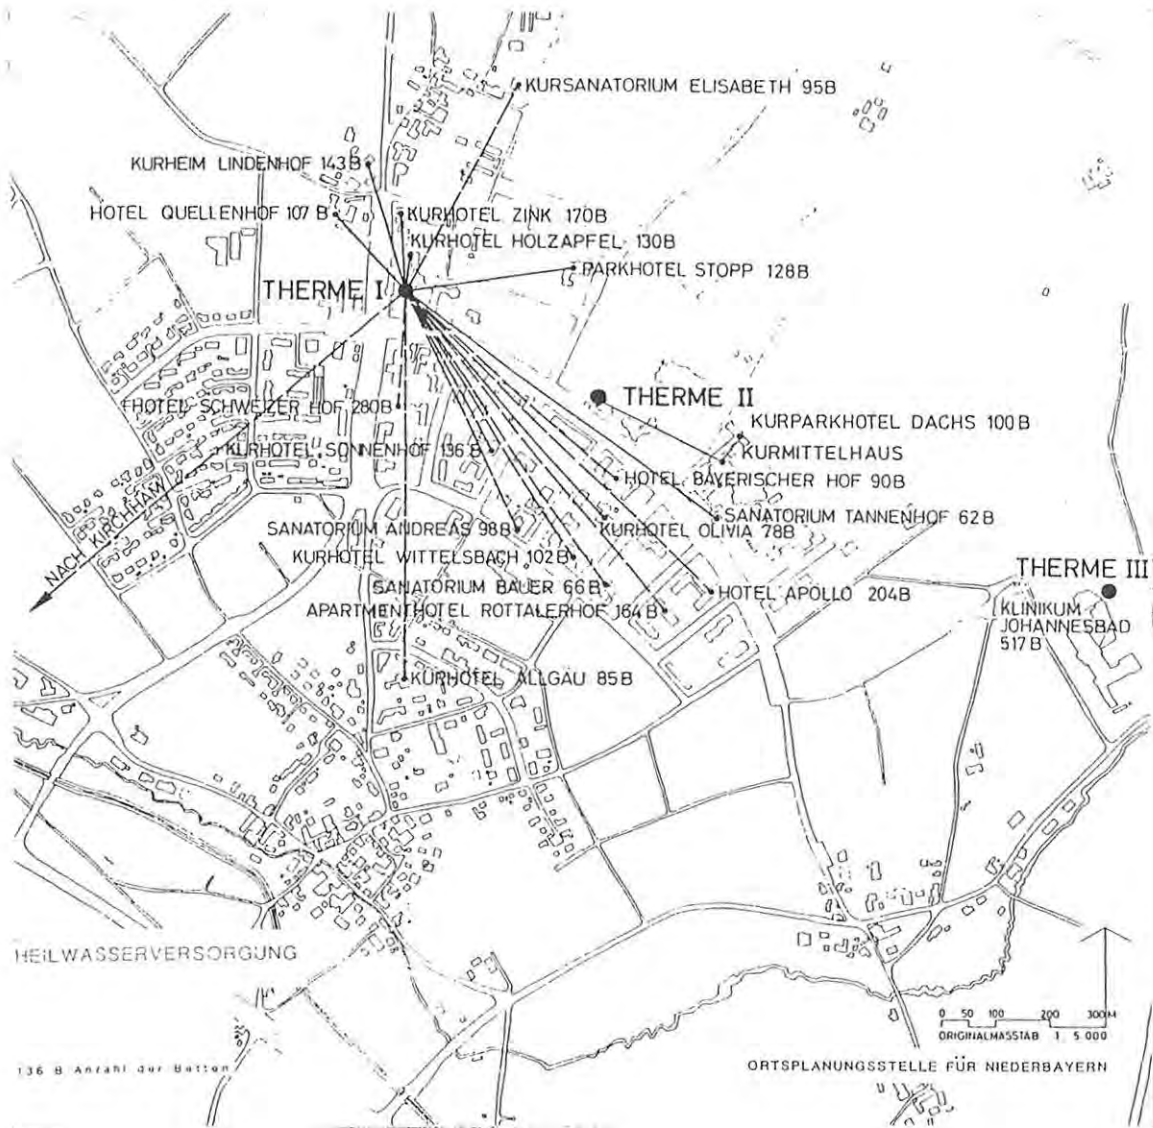 KURSANATORIUM ELISABETH 95B
KURHEIM LINDENHOF 143B
HOTEL QUELLENHOF 107 B
KURHOTEL ZINK 170B
KURHOTEL HOLZAPFEL 130B
PARKHOTEL STOPP 128B
THERME I
THERME II
HOTEL SCHWEIZER HOF 280B
KURPARKHOTEL DACHS 100B
KURHOTEL SONNENHOF 136B
KURMITTELHAUS
HOTEL BAYERISCHER HOF 90B
NACH KIRCHHAM
SANATORIUM TANNENHOF 62B
SANATORIUM ANDREAS 98B
KURHOTEL OLIVIA 78B
KURHOTEL WITTELSBACH 102B
THERME III
SANATORIUM BAUER 66B
HOTEL APOLLO 204B
APARTMENTHOTEL ROTTALERHOF 164B
KLINIKUM
JOHANNESBAD
517B
KURHOTEL ALLGÄU 85B
HEILWASSERVERSORGUNG
0 50 100 200 300M
ORIGINALMASSTAB 1: 5 000
136 B Anzahl der Betten
ORTSPLANUNGSSTELLE FÜR NIEDERBAYERN